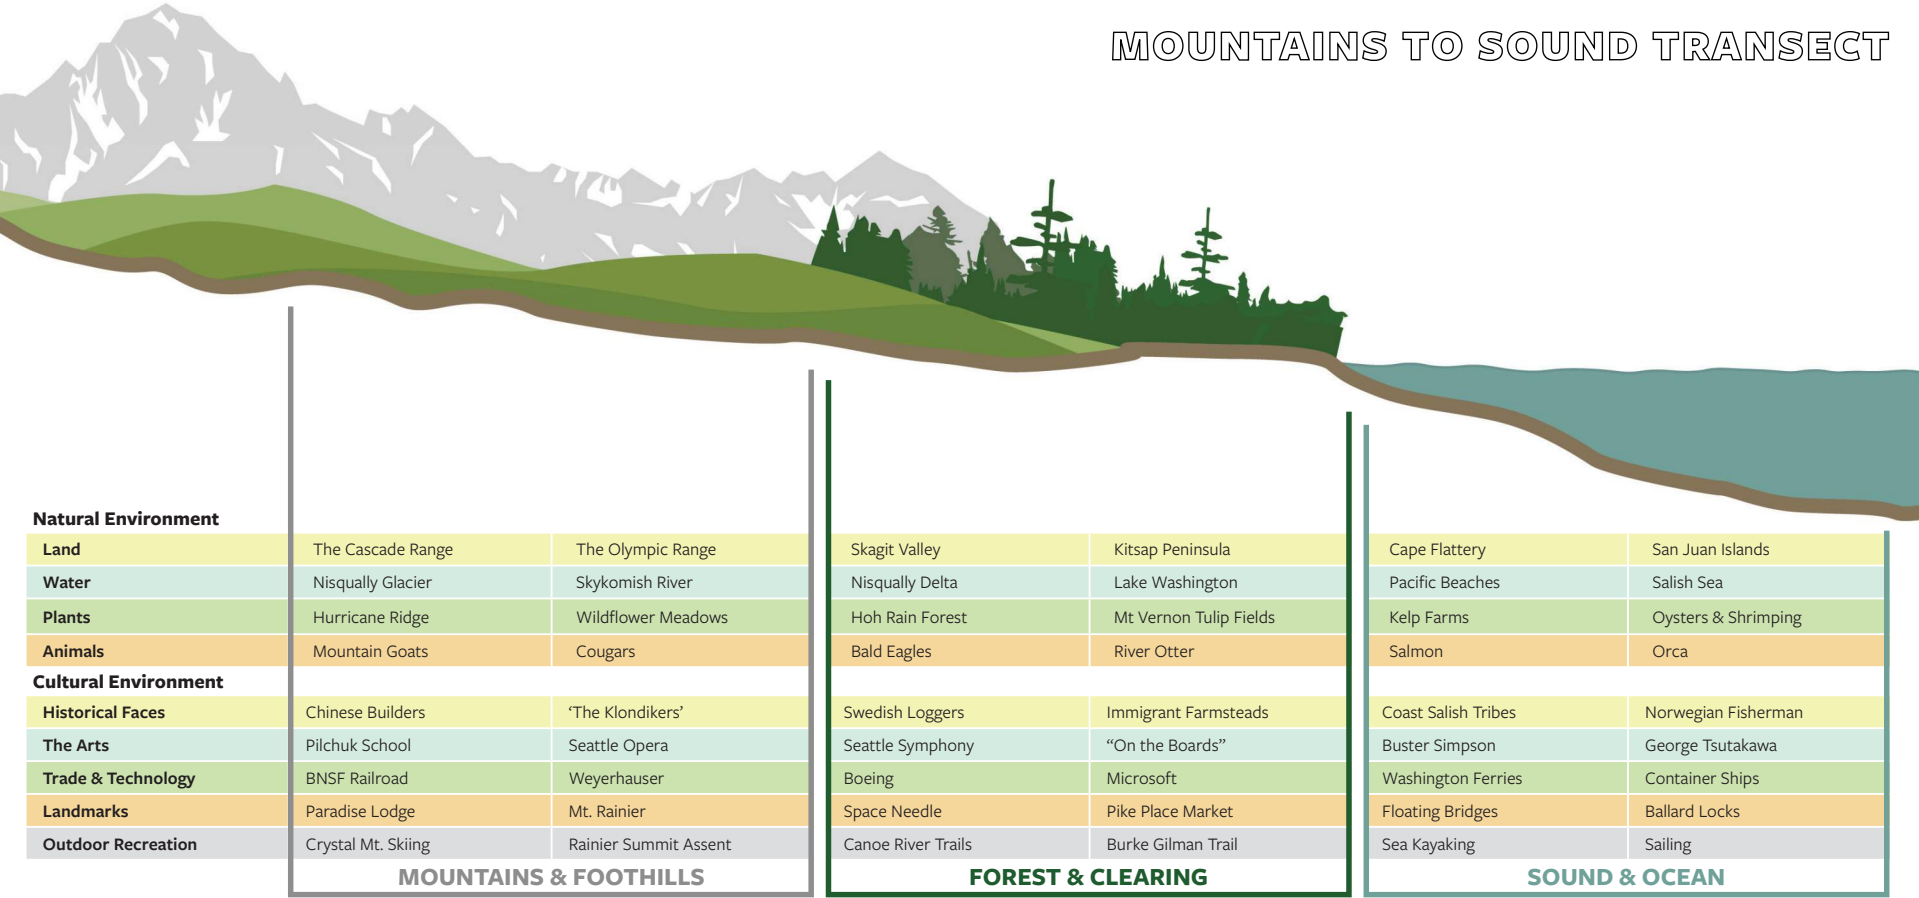 MOUNTAINS TO SOUND TRANSECT
Natural Environment
Land The Cascade Range The Olympic Range Skagit Valley Kitsap Peninsula Cape Flattery San Juan Islands
Water Nisqually Glacier Skykomish River Nisqually Delta Lake Washington Pacific Beaches Salish Sea
Plants Hurricane Ridge Wildflower Meadows Hoh Rain Forest Mt Vernon Tulip Fields Kelp Farms Oysters & Shrimping
Animals Mountain Goats Cougars Bald Eagles River Otter Salmon Orca
Cultural Environment
Historical Faces Chinese Builders ‘The Klondikers’ Swedish Loggers Immigrant Farmsteads Coast Salish Tribes Norwegian Fisherman
The Arts Pilchuk School Seattle Opera Seattle Symphony “On the Boards” Buster Simpson George Tsutakawa
Trade & Technology BNSF Railroad Weyerhauser Boeing Microsoft Washington Ferries Container Ships
Landmarks Paradise Lodge Mt. Rainier Space Needle Pike Place Market Floating Bridges Ballard Locks
Outdoor Recreation Crystal Mt. Skiing Rainier Summit Assent Canoe River Trails Burke Gilman Trail Sea Kayaking Sailing
MOUNTAINS & FOOTHILLS FOREST & CLEARING SOUND & OCEAN